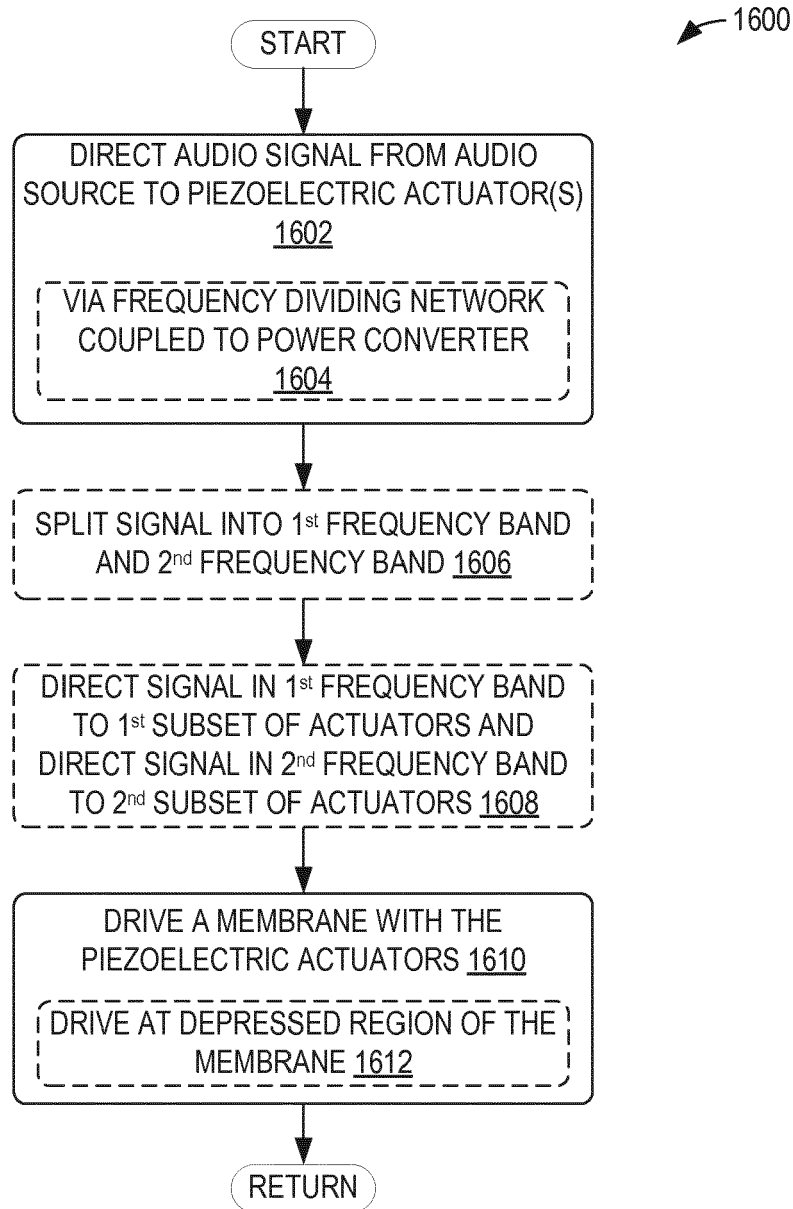 1600
START
DIRECT AUDIO SIGNAL FROM AUDIO
SOURCE TO PIEZOELECTRIC ACTUATOR(S)
1602
VIA FREQUENCY DIVIDING NETWORK
COUPLED TO POWER CONVERTER
1604
SPLIT SIGNAL INTO 1st FREQUENCY BAND
AND 2nd FREQUENCY BAND 1606
DIRECT SIGNAL IN 1st FREQUENCY BAND
TO 1st SUBSET OF ACTUATORS AND
DIRECT SIGNAL IN 2nd FREQUENCY BAND
TO 2nd SUBSET OF ACTUATORS 1608
DRIVE A MEMBRANE WITH THE
PIEZOELECTRIC ACTUATORS 1610
DRIVE AT DEPRESSED REGION OF THE
MEMBRANE 1612
RETURN